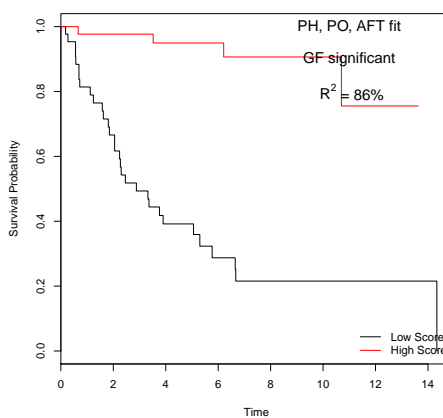 PH, PO, AFT fit
GF significant
R² = 86%
Survival Probability
1.0
0.8
0.6
0.4
0.2
0.0
Low Score
High Score
0 2 4 6 8 10 12 14
Time